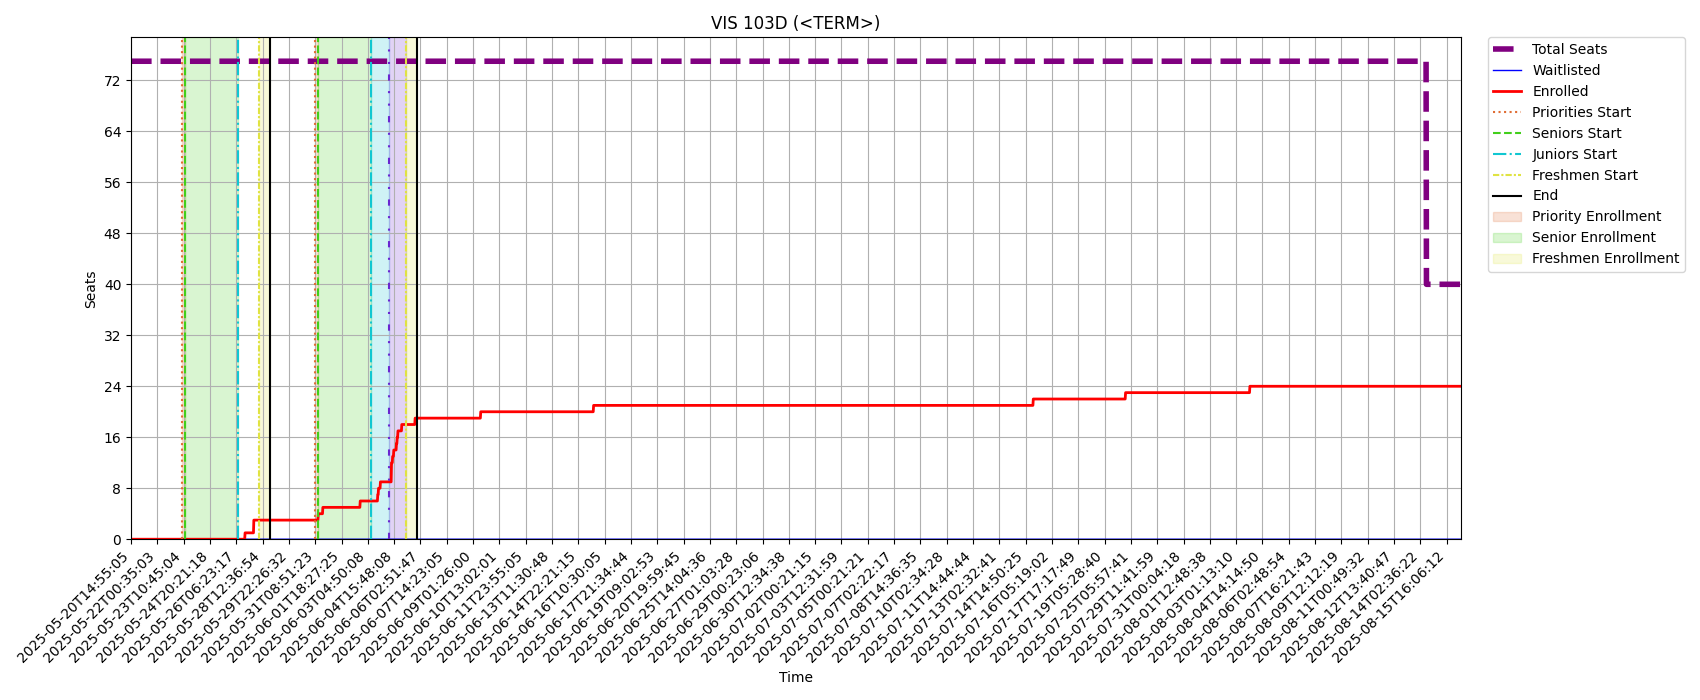 VIS 103D (<TERM>)
Total Seats
Waitlisted
Enrolled
Priorities Start
Seniors Start
Juniors Start
Freshmen Start
End
Priority Enrollment
Senior Enrollment
Freshmen Enrollment
Seats
72
64
56
48
40
32
24
16
8
0
2025-05-20T14:55:05
2025-05-22T00:35:03
2025-05-23T10:45:04
2025-05-24T20:21:18
2025-05-26T06:23:17
2025-05-28T12:36:54
2025-05-29T22:26:32
2025-05-31T08:51:23
2025-06-01T18:27:25
2025-06-03T04:50:08
2025-06-04T15:48:08
2025-06-06T02:51:47
2025-06-07T14:23:05
2025-06-09T01:26:00
2025-06-10T13:02:01
2025-06-11T23:55:05
2025-06-13T11:30:48
2025-06-14T22:21:15
2025-06-16T10:30:05
2025-06-17T21:34:44
2025-06-19T09:02:53
2025-06-20T19:59:45
2025-06-25T14:04:36
2025-06-27T01:03:28
2025-06-29T00:23:06
2025-06-30T12:34:38
2025-07-02T00:21:15
2025-07-03T12:31:59
2025-07-05T00:21:21
2025-07-07T02:22:17
2025-07-08T14:36:35
2025-07-10T02:34:28
2025-07-11T14:44:44
2025-07-13T02:32:41
2025-07-14T14:50:25
2025-07-16T05:19:02
2025-07-17T17:17:49
2025-07-19T05:28:40
2025-07-25T05:57:41
2025-07-29T11:41:59
2025-07-31T00:04:18
2025-08-01T12:48:38
2025-08-03T01:13:10
2025-08-04T14:14:50
2025-08-06T02:48:54
2025-08-07T16:21:43
2025-08-09T12:12:19
2025-08-11T00:49:32
2025-08-12T13:40:47
2025-08-14T02:36:22
2025-08-15T16:06:12
Time